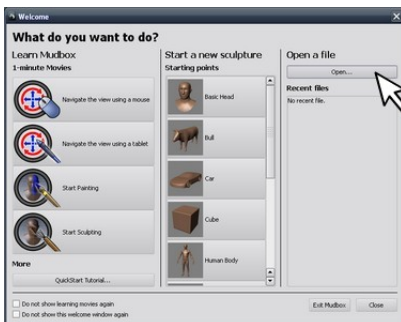 Welcome
What do you want to do?
Learn Mudbox
1-minute Movies
Navigate the view using a mouse
Navigate the view using a tablet
Start Painting
Start Sculpting
More
QuickStart Tutorial...
Start a new sculpture
Starting points
Basic Head
Bull
Car
Cube
Human Body
Open a file
Open...
Recent files
No recent file.
Do not show learning movies again
Do not show this welcome window again
Exit Mudbox
Close